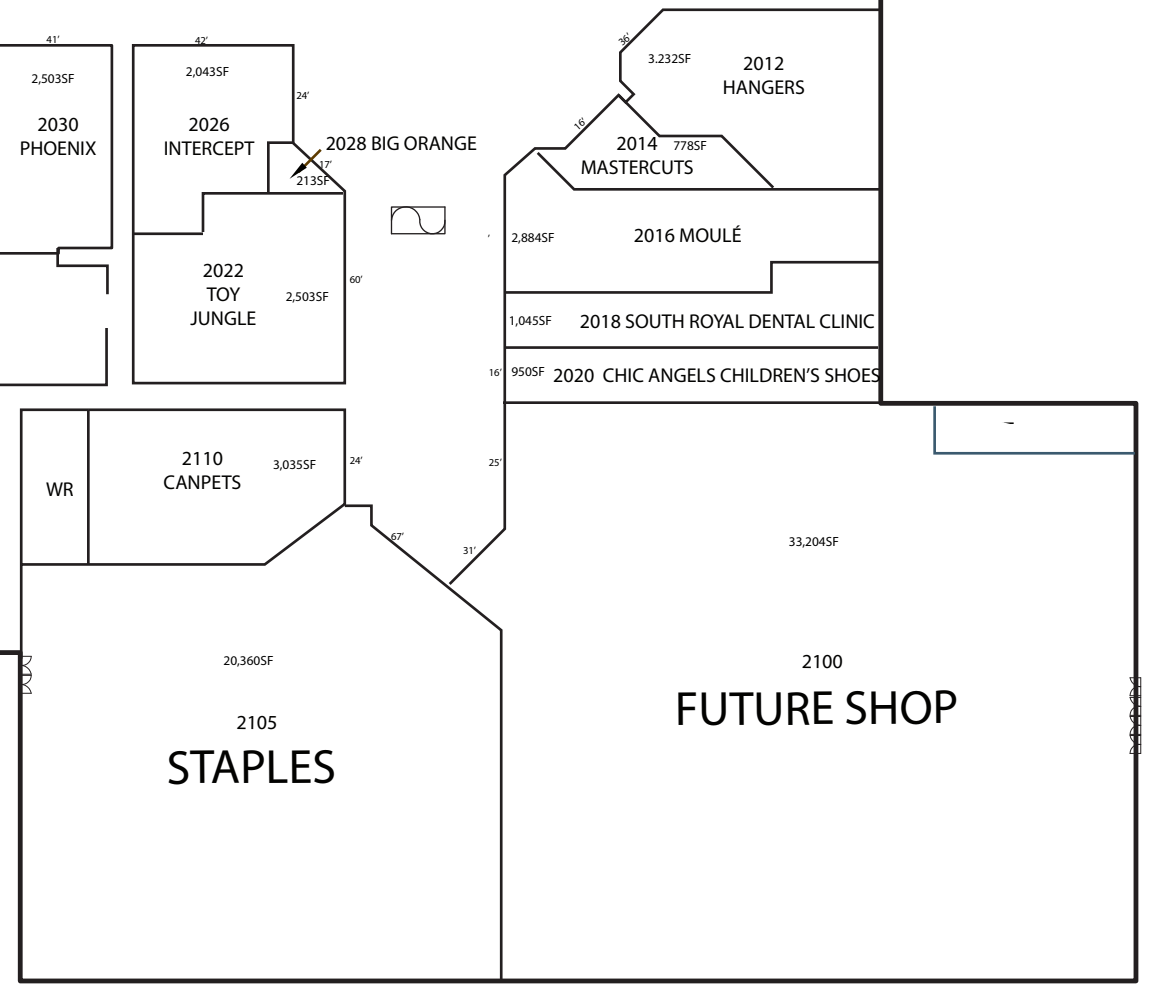 41'
2,503SF
2030
PHOENIX
42'
2,043SF
2026
INTERCEPT
24'
2028 BIG ORANGE
17'
213SF
2022
TOY
JUNGLE
2,503SF
60'
36'
3.232SF
2012
HANGERS
16'
2014
778SF
MASTERCUTS
2,884SF
2016 MOULÉ
1,045SF
2018 SOUTH ROYAL DENTAL CLINIC
16'
950SF
2020 CHIC ANGELS CHILDREN'S SHOES
WR
2110
CANPETS
3,035SF
24'
25'
67'
31'
33,204SF
2100
FUTURE SHOP
20,360SF
2105
STAPLES